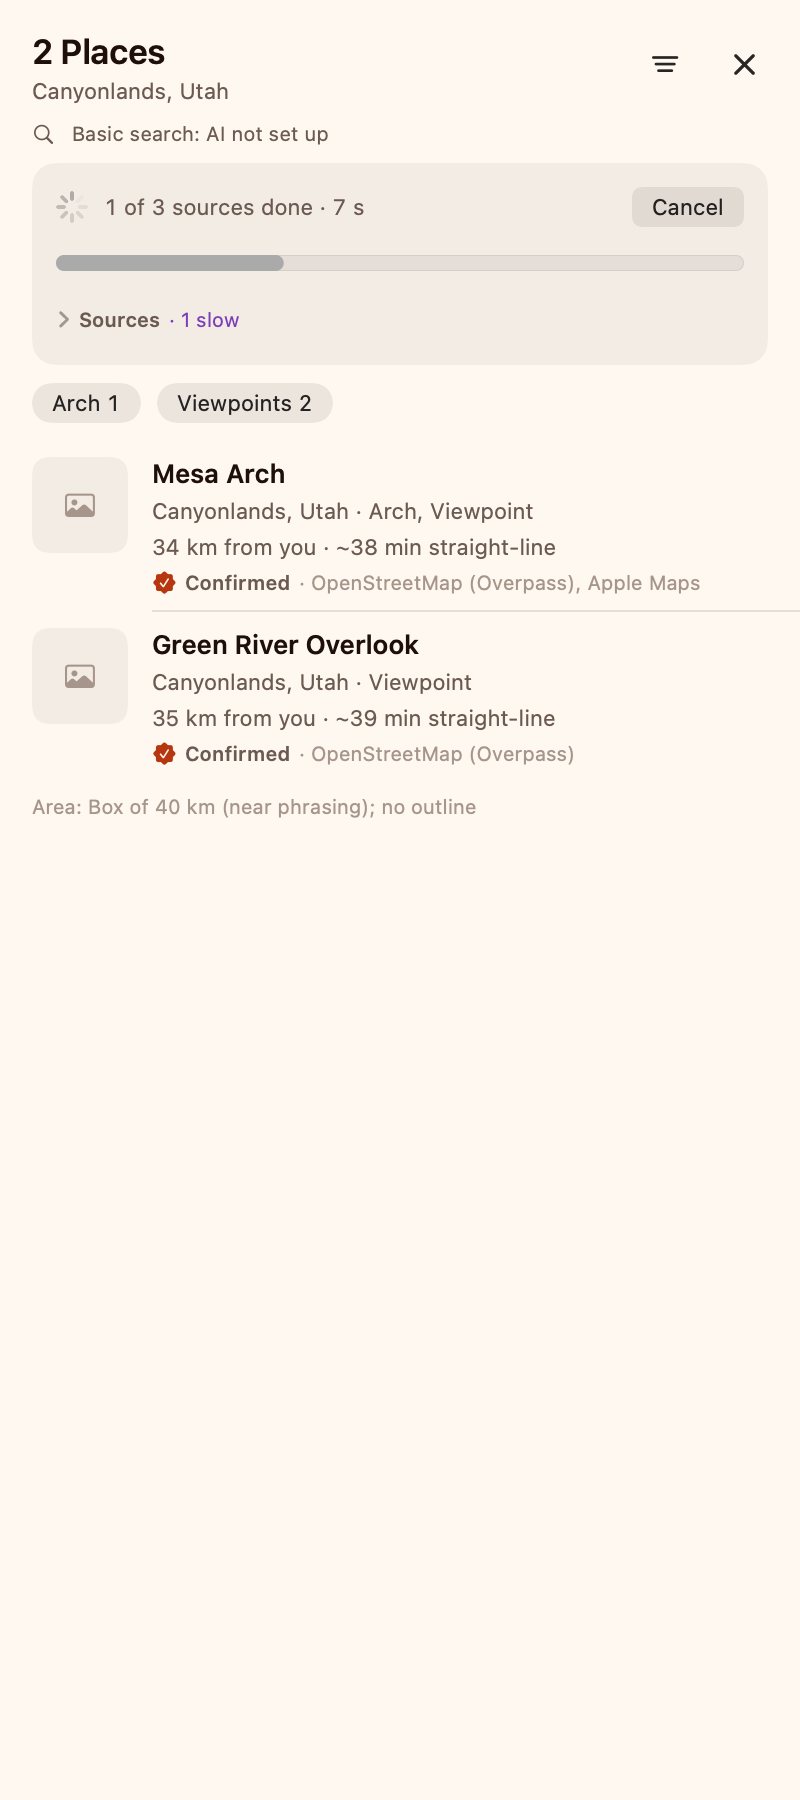 2 Places
Canyonlands, Utah
Basic search: AI not set up
1 of 3 sources done · 7 s
Cancel
Sources · 1 slow
Arch 1
Viewpoints 2
Mesa Arch
Canyonlands, Utah · Arch, Viewpoint
34 km from you · ~38 min straight-line
Confirmed · OpenStreetMap (Overpass), Apple Maps
Green River Overlook
Canyonlands, Utah · Viewpoint
35 km from you · ~39 min straight-line
Confirmed · OpenStreetMap (Overpass)
Area: Box of 40 km (near phrasing); no outline